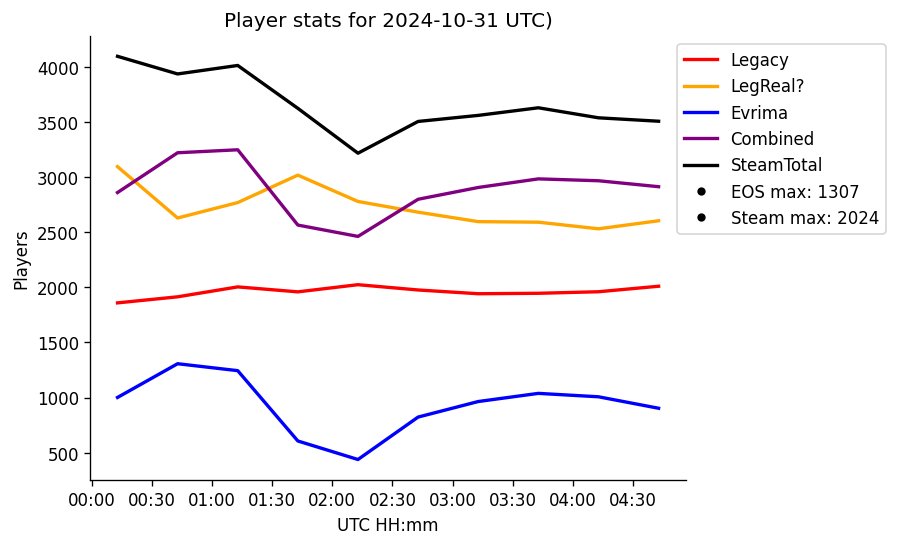 Player stats for 2024-10-31 UTC)
4000
3500
3000
2500
2000
1500
1000
500
Players
00:00 00:30 01:00 01:30 02:00 02:30 03:00 03:30 04:00 04:30
UTC HH:mm
Legacy
LegReal?
Evrima
Combined
SteamTotal
EOS max: 1307
Steam max: 2024